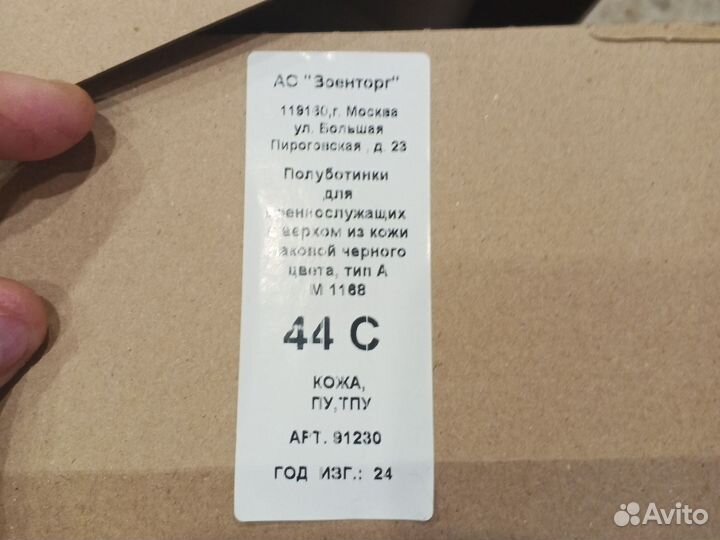 АО "Военторг"
119160,г. Москва
ул. Большая
Пироговская , д. 23
Полуботинки
для
военнослужащих
с верхом из кожи
лаковой черного
цвета, тип А
М 1168
44 С
КОЖА,
ПУ,ТПУ
АРТ. 91230
ГОД ИЗГ.: 24
Avito